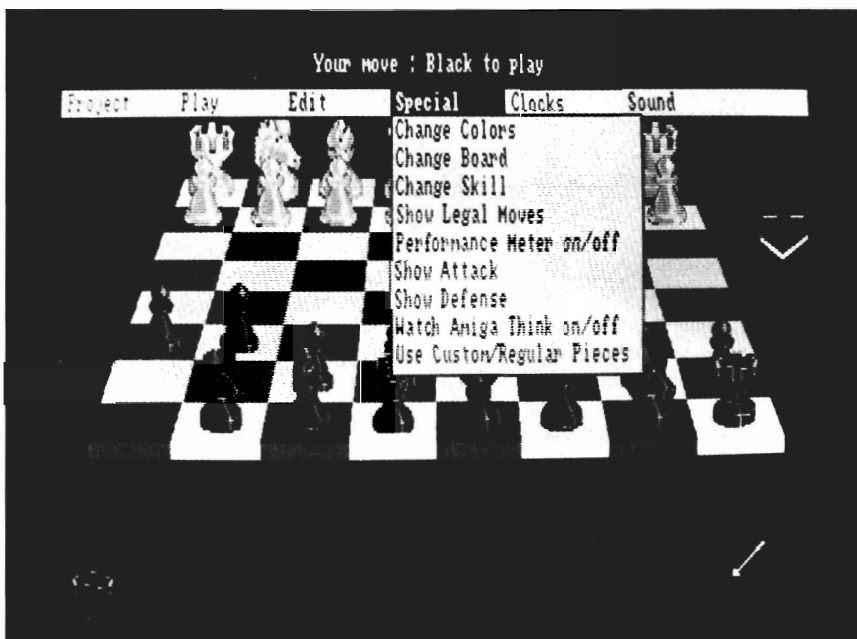 Your move : Black to play
Project Play Edit Special Clocks Sound
Change Colors
Change Board
Change Skill
Show Legal Moves
Performance Meter on/off
Show Attack
Show Defense
Watch Amiga Think on/off
Use Custom/Regular Pieces